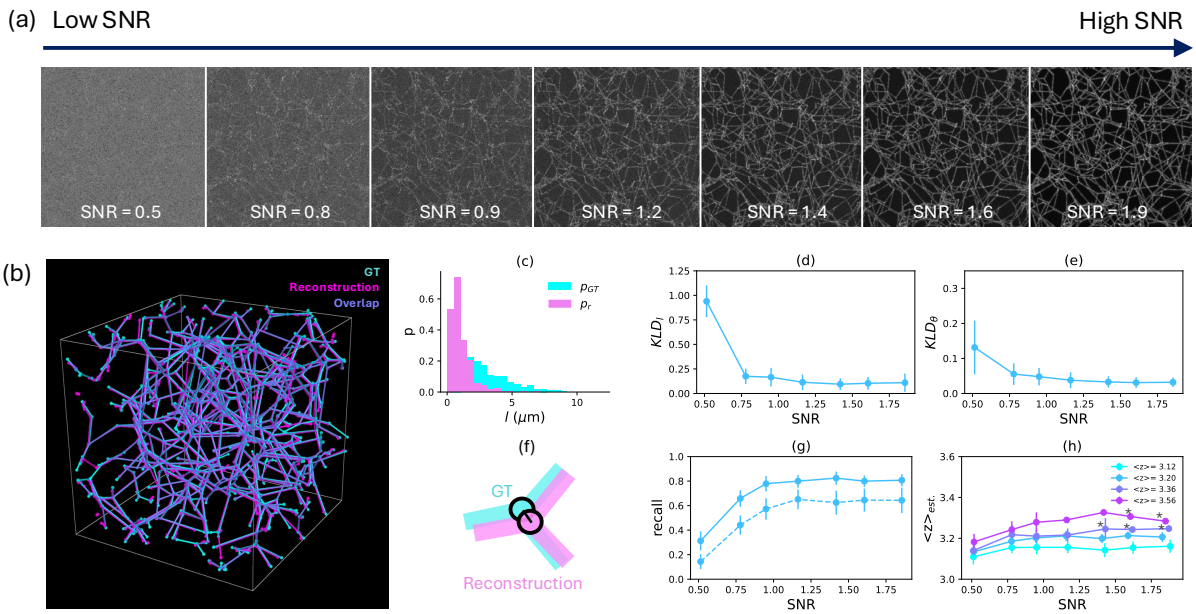 (a)
Low SNR
High SNR
SNR = 0.5
SNR = 0.8
SNR = 0.9
SNR = 1.2
SNR = 1.4
SNR = 1.6
SNR = 1.9
(b)
GT
Reconstruction
Overlap
(c)
p
0.6
0.4
0.2
0.0
0
5
10
l (μm)
p_GT
p_r
(d)
KLD_l
1.25
1.00
0.75
0.50
0.25
0.00
0.50 0.75 1.00 1.25 1.50 1.75
SNR
(e)
KLD_θ
0.4
0.3
0.2
0.1
0.0
0.50 0.75 1.00 1.25 1.50 1.75
SNR
(f)
GT
Reconstruction
(g)
recall
1.0
0.8
0.6
0.4
0.2
0.0
0.50 0.75 1.00 1.25 1.50 1.75
SNR
(h)
<z>_est.
3.6
3.4
3.2
3.0
<z>= 3.12
<z>= 3.20
<z>= 3.36
<z>= 3.56
* * * * * *
0.50 0.75 1.00 1.25 1.50 1.75
SNR